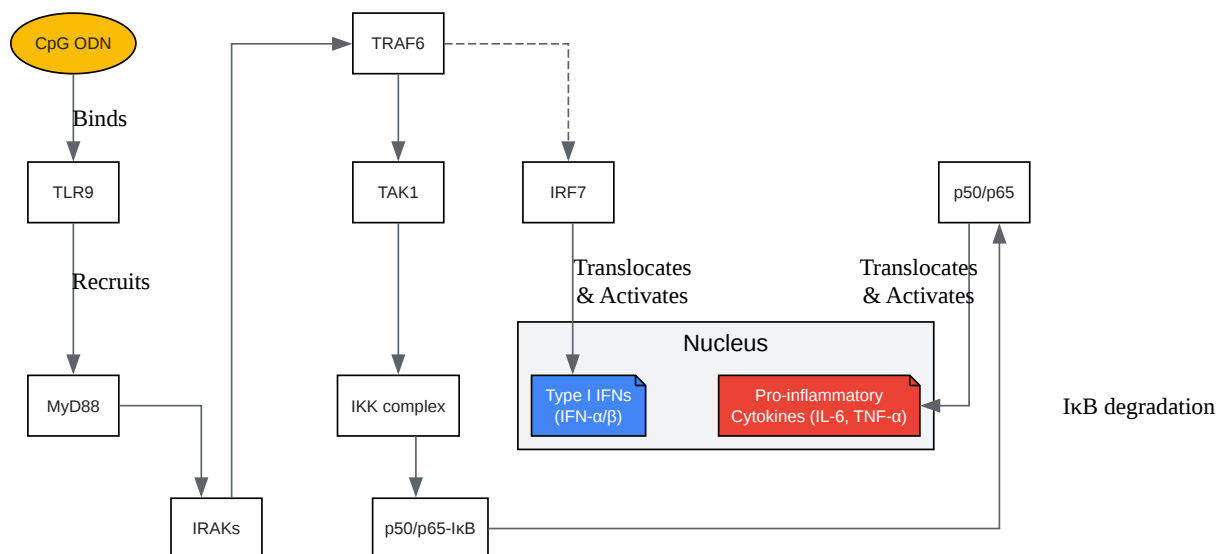 CpG ODN
TRAF6
Binds
TLR9
TAK1
IRF7
p50/p65
Recruits
Translocates
& Activates
Translocates
& Activates
Nucleus
MyD88
IKK complex
Type I IFNs
(IFN-α/β)
Pro-inflammatory
Cytokines (IL-6, TNF-α)
IκB degradation
IRAKs
p50/p65-IκB